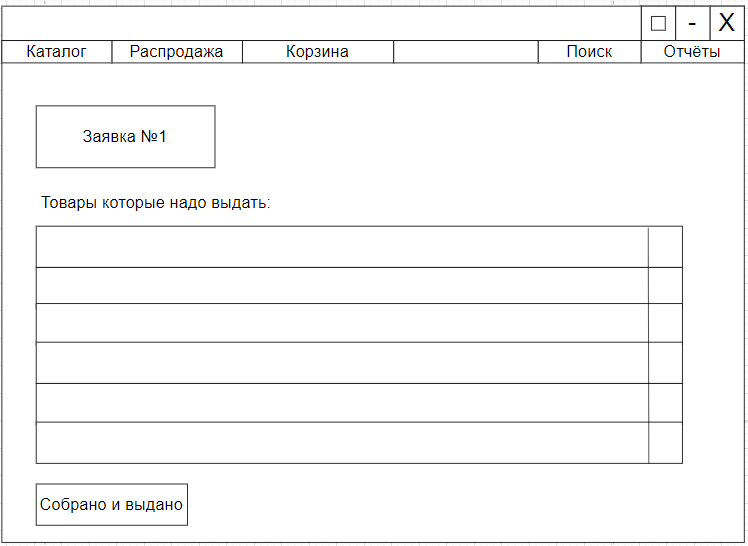 □ - X
Каталог Распродажа Корзина Поиск Отчёты
Заявка №1
Товары которые надо выдать:
Собрано и выдано